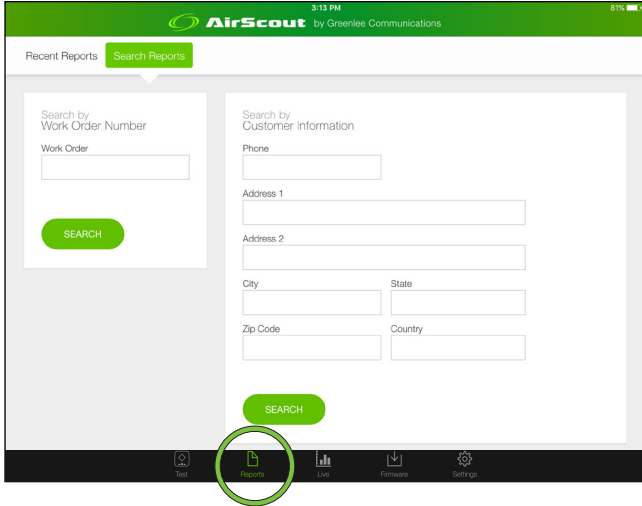 3:13 PM
81%
AirScout by Greenlee Communications
Recent Reports Search Reports
Search by
Work Order Number
Work Order
SEARCH
Search by
Customer Information
Phone
Address 1
Address 2
City State
Zip Code Country
SEARCH
Test Reports Live Firmware Settings